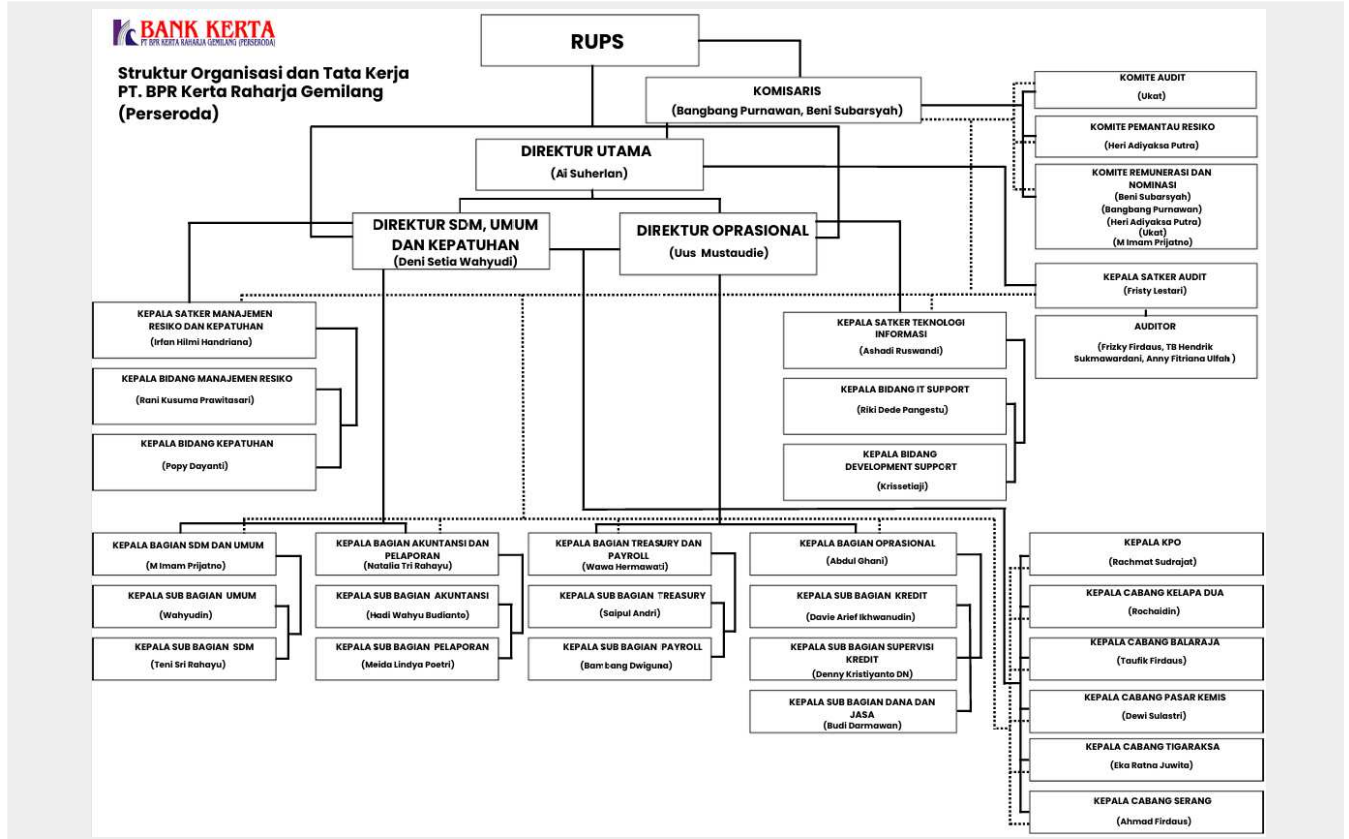 BANK KERTA
PT BPR KERTA RAHARJA GEMILANG (PERSERODA)
Struktur Organisasi dan Tata Kerja
PT. BPR Kerta Raharja Gemilang
(Perseroda)
RUPS
KOMISARIS
(Bangbang Purnawan, Beni Subarsyah)
DIREKTUR UTAMA
(Ai Suherlan)
DIREKTUR SDM, UMUM
DAN KEPATUHAN
(Deni Setia Wahyudi)
DIREKTUR OPRASIONAL
(Uus Mustaudie)
KOMITE AUDIT
(Ukat)
KOMITE PEMANTAU RESIKO
(Heri Adiyaksa Putra)
KOMITE REMUNERASI DAN
NOMINASI
(Beni Subarsyah)
(Bangbang Purnawan)
(Heri Adiyaksa Putra)
(Ukat)
(M Imam Prijatno)
KEPALA SATKER AUDIT
(Fristy Lestari)
AUDITOR
(Frizky Firdaus, TB Hendrik
Sukmawardani, Anny Fitriana Ulfah )
KEPALA SATKER MANAJEMEN
RESIKO DAN KEPATUHAN
(Irfan Hilmi Handriana)
KEPALA BIDANG MANAJEMEN RESIKO
(Rani Kusuma Prawitasari)
KEPALA BIDANG KEPATUHAN
(Popy Dayanti)
KEPALA SATKER TEKNOLOGI
INFORMASI
(Ashadi Ruswandi)
KEPALA BIDANG IT SUPPORT
(Riki Dede Pangestu)
KEPALA BIDANG
DEVELOPMENT SUPPORT
(Krissetiaji)
KEPALA BAGIAN SDM DAN UMUM
(M Imam Prijatno)
KEPALA SUB BAGIAN UMUM
(Wahyudin)
KEPALA SUB BAGIAN SDM
(Teni Sri Rahayu)
KEPALA BAGIAN AKUNTANSI DAN
PELAPORAN
(Natalia Tri Rahayu)
KEPALA SUB BAGIAN AKUNTANSI
(Hadi Wahyu Budianto)
KEPALA SUB BAGIAN PELAPORAN
(Meida Lindya Poetri)
KEPALA BAGIAN TREASURY DAN
PAYROLL
(Wawa Hermawati)
KEPALA SUB BAGIAN TREASURY
(Saipul Andri)
KEPALA SUB BAGIAN PAYROLL
(Bambang Dwiguna)
KEPALA BAGIAN OPRASIONAL
(Abdul Ghani)
KEPALA SUB BAGIAN KREDIT
(Davie Arief Ikhwanudin)
KEPALA SUB BAGIAN SUPERVISI
KREDIT
(Denny Kristiyanto DN)
KEPALA SUB BAGIAN DANA DAN
JASA
(Budi Darmawan)
KEPALA KPO
(Rachmat Sudrajat)
KEPALA CABANG KELAPA DUA
(Rochaidin)
KEPALA CABANG BALARAJA
(Taufik Firdaus)
KEPALA CABANG PASAR KEMIS
(Dewi Sulastri)
KEPALA CABANG TIGARAKSA
(Eka Ratna Juwita)
KEPALA CABANG SERANG
(Ahmad Firdaus)